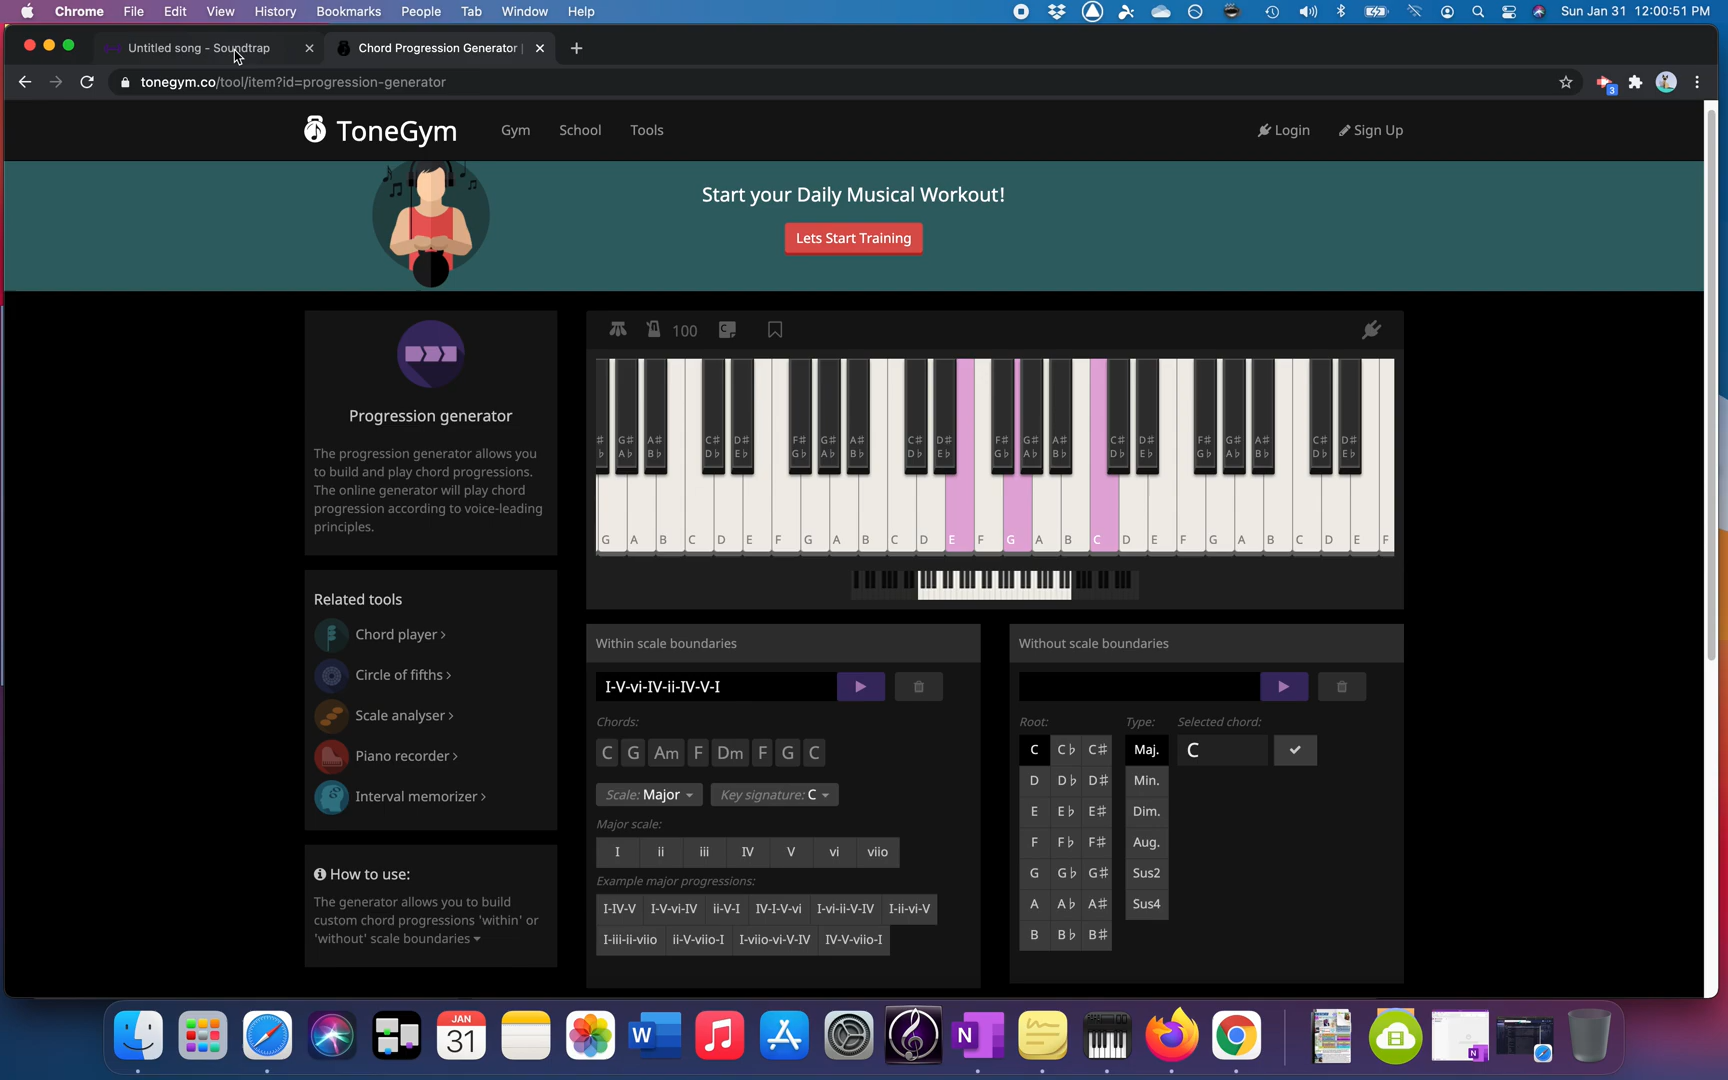 Chrome File Edit View History Bookmarks People Tab Window Help Sun Jan 31 12:00:51 PM
Untitled song - Soundtrap
Chord Progression Generator |
tonegym.co/tool/item?id=progression-generator
3
ToneGym Gym School Tools Login Sign Up
Start your Daily Musical Workout!
Lets Start Training
Progression generator
The progression generator allows you
to build and play chord progressions.
The online generator will play chord
progression according to voice-leading
principles.
Related tools
Chord player ›
Circle of fifths ›
Scale analyser ›
Piano recorder ›
Interval memorizer ›
How to use:
The generator allows you to build
custom chord progressions 'within' or
'without' scale boundaries
100
♯ G♯ A♯ C♯ D♯ F♯ G♯ A♯ C♯ D♯ F♯ G♯ A♯ C♯ D♯ F♯ G♯ A♯ C♯ D♯
♭ A♭ B♭ D♭ E♭ G♭ A♭ B♭ D♭ E♭ G♭ A♭ B♭ D♭ E♭ G♭ A♭ B♭ D♭ E♭
G A B C D E F G A B C D E F G A B C D E F G A B C D E F
Within scale boundaries
I-V-vi-IV-ii-IV-V-I
Chords:
C G Am F Dm F G C
Scale: Major Key signature: C
Major scale:
I ii iii IV V vi viio
Example major progressions:
I-IV-V I-V-vi-IV ii-V-I IV-I-V-vi I-vi-ii-V-IV I-ii-vi-V
I-iii-ii-viio ii-V-viio-I I-viio-vi-V-IV IV-V-viio-I
Without scale boundaries
Root: Type: Selected chord:
C C♭ C♯ Maj. C
D D♭ D♯ Min.
E E♭ E♯ Dim.
F F♭ F♯ Aug.
G G♭ G♯ Sus2
A A♭ A♯ Sus4
B B♭ B♯
JAN
31
W
N
N